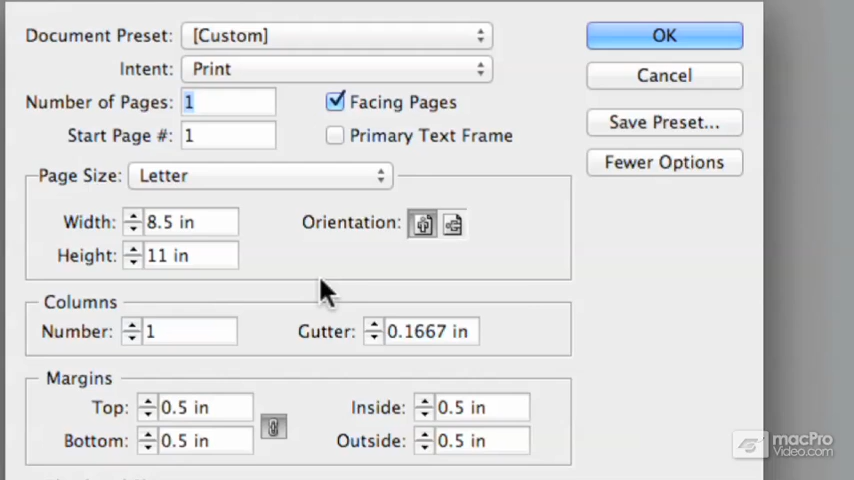 Document Preset: [Custom] OK
Intent: Print Cancel
Number of Pages: 1 Facing Pages Save Preset...
Start Page #: 1 Primary Text Frame
Page Size: Letter Fewer Options
Width: 8.5 in Orientation:
Height: 11 in
Columns
Number: 1 Gutter: 0.1667 in
Margins
Top: 0.5 in Inside: 0.5 in
Bottom: 0.5 in Outside: 0.5 in
macPro
Video.com